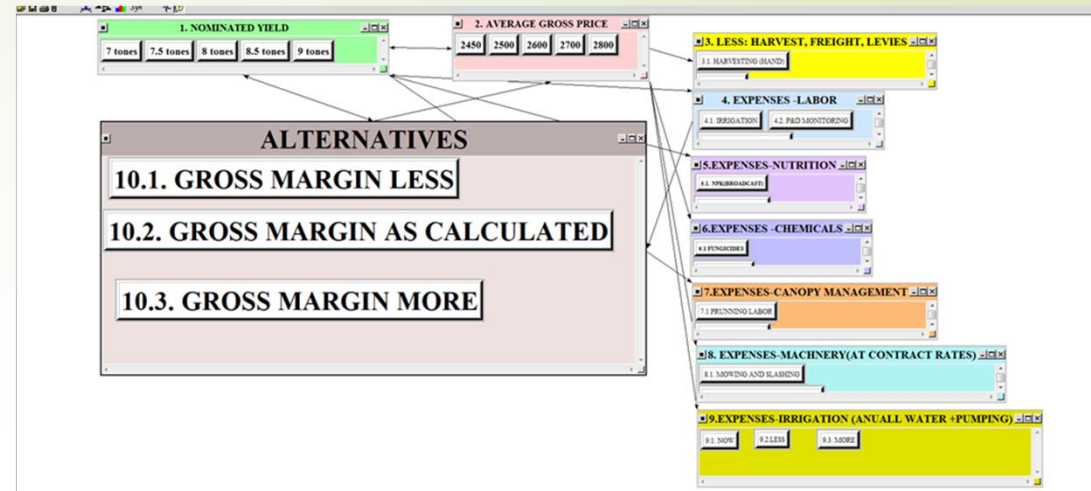 Syn
1. NOMINATED YIELD
7 tones 7.5 tones 8 tones 8.5 tones 9 tones
2. AVERAGE GROSS PRICE
2450 2500 2600 2700 2800
3. LESS: HARVEST, FREIGHT, LEVIES
3.1. HARVESTING (HAND)
4. EXPENSES -LABOR
4.1. IRRIGATION 4.2. P&D MONITORING
ALTERNATIVES
10.1. GROSS MARGIN LESS
10.2. GROSS MARGIN AS CALCULATED
10.3. GROSS MARGIN MORE
5.EXPENSES-NUTRITION
5.1. NPK(BROADCAST)
6.EXPENSES -CHEMICALS
6.1 FUNGICIDES
7.EXPENSES-CANOPY MANAGEMENT
7.1 PRUNNING LABOR
8. EXPENSES-MACHNERY(AT CONTRACT RATES)
8.1. MOWING AND SLASHING
9.EXPENSES-IRRIGATION (ANUALL WATER +PUMPING)
9.1. NOW 9.2 LESS 9.3. MORE